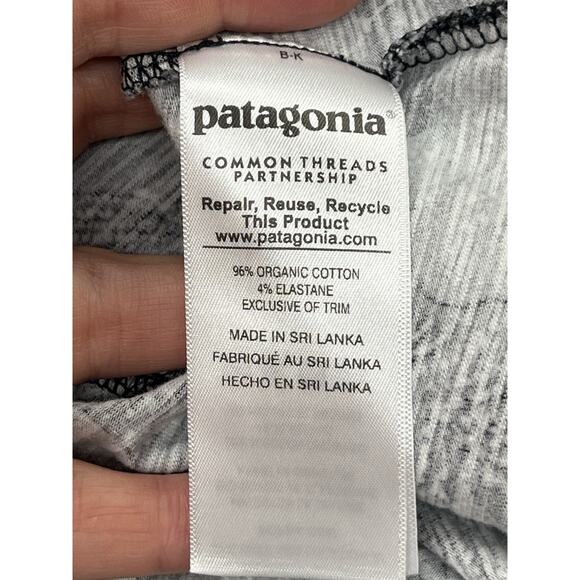 B-K
patagonia®
COMMON THREADS
PARTNERSHIP
Repair, Reuse, Recycle
This Product
www.patagonia.com
96% ORGANIC COTTON
4% ELASTANE
EXCLUSIVE OF TRIM
MADE IN SRI LANKA
FABRIQUÉ AU SRI LANKA
HECHO EN SRI LANKA